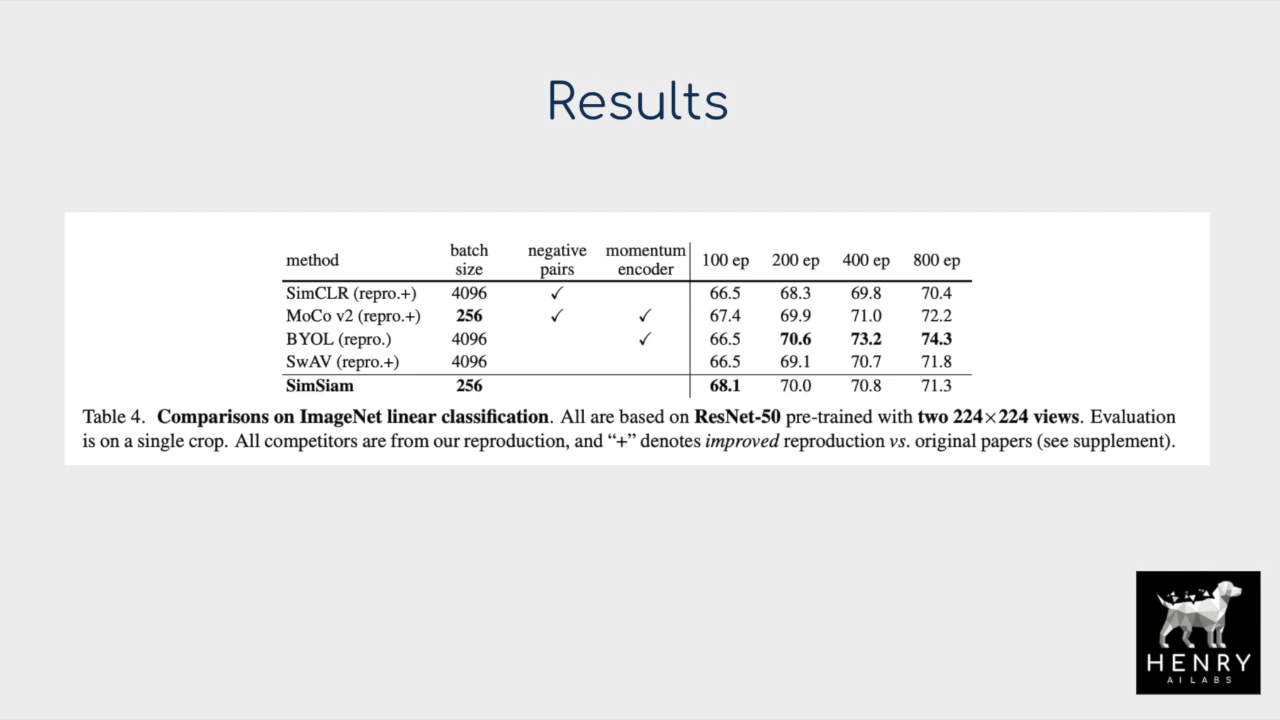 Results
method batch size negative pairs momentum encoder 100 ep 200 ep 400 ep 800 ep
SimCLR (repro.+) 4096 ✓ 66.5 68.3 69.8 70.4
MoCo v2 (repro.+) 256 ✓ ✓ 67.4 69.9 71.0 72.2
BYOL (repro.) 4096 ✓ 66.5 70.6 73.2 74.3
SwAV (repro.+) 4096 66.5 69.1 70.7 71.8
SimSiam 256 68.1 70.0 70.8 71.3
Table 4. Comparisons on ImageNet linear classification. All are based on ResNet-50 pre-trained with two 224×224 views. Evaluation
is on a single crop. All competitors are from our reproduction, and “+” denotes improved reproduction vs. original papers (see supplement).
HENRY
AI LABS